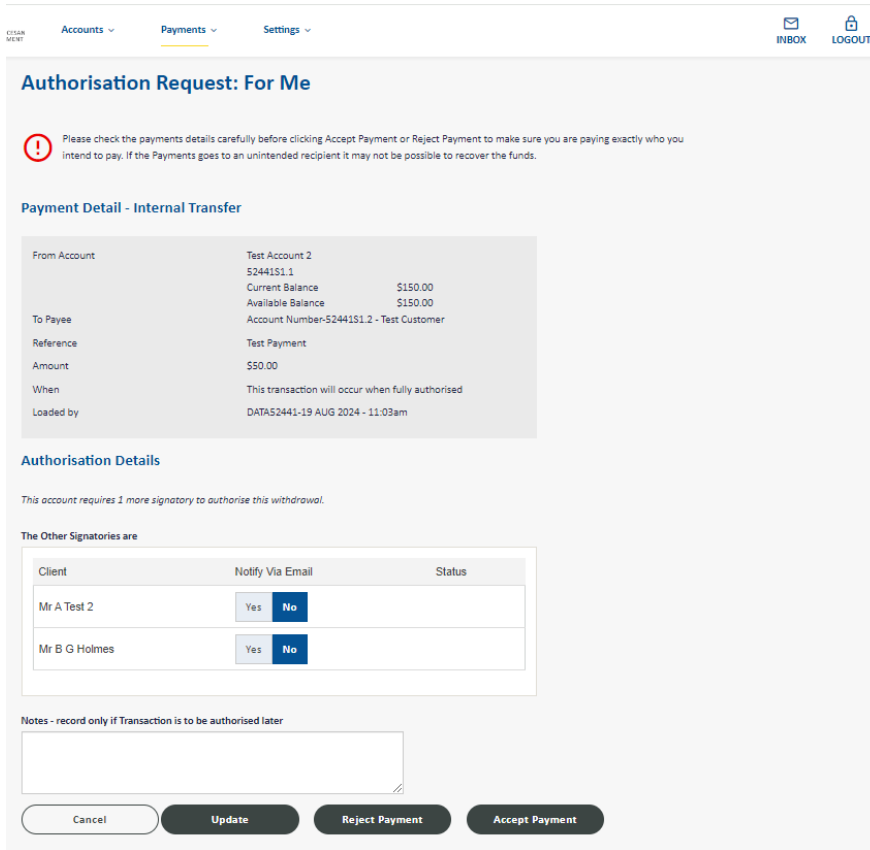 CESAN
MENT
Accounts
Payments
Settings
INBOX
LOGOUT
Authorisation Request: For Me
Please check the payments details carefully before clicking Accept Payment or Reject Payment to make sure you are paying exactly who you
intend to pay. If the Payments goes to an unintended recipient it may not be possible to recover the funds.
Payment Detail - Internal Transfer
From Account Test Account 2
52441S1.1
Current Balance $150.00
Available Balance $150.00
To Payee Account Number-52441S1.2 - Test Customer
Reference Test Payment
Amount $50.00
When This transaction will occur when fully authorised
Loaded by DATA52441-19 AUG 2024 - 11:03am
Authorisation Details
This account requires 1 more signatory to authorise this withdrawal.
The Other Signatories are
Client Notify Via Email Status
Mr A Test 2 Yes No
Mr B G Holmes Yes No
Notes - record only if Transaction is to be authorised later
Cancel Update Reject Payment Accept Payment